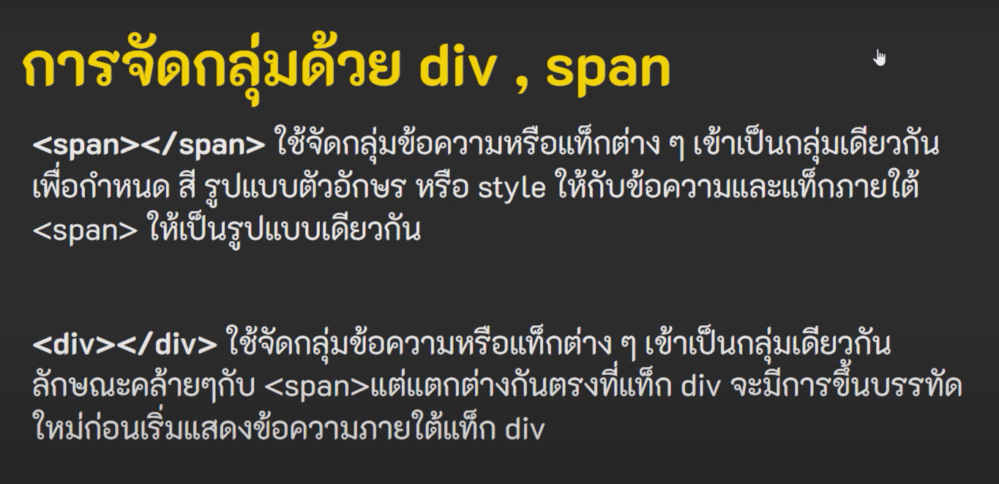 การจัดกลุ่มด้วย div , span
<span></span> ใช้จัดกลุ่มข้อความหรือแท็กต่าง ๆ เข้าเป็นกลุ่มเดียวกัน
เพื่อกำหนด สี รูปแบบตัวอักษร หรือ style ให้กับข้อความและแท็กภายใต้
<span> ให้เป็นรูปแบบเดียวกัน
<div></div> ใช้จัดกลุ่มข้อความหรือแท็กต่าง ๆ เข้าเป็นกลุ่มเดียวกัน
ลักษณะคล้ายๆกับ <span>แต่แตกต่างกันตรงที่แท็ก div จะมีการขึ้นบรรทัด
ใหม่ก่อนเริ่มแสดงข้อความภายใต้แท็ก div